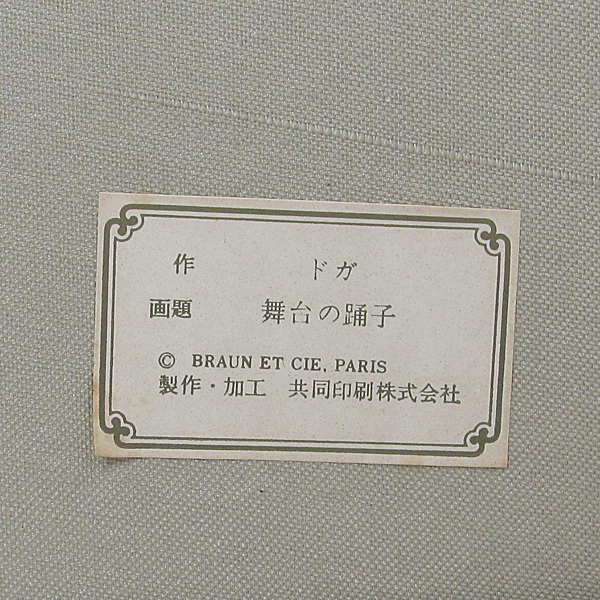 作 ドガ
画題 舞台の踊子
© BRAUN ET CIE, PARIS
製作・加工 共同印刷株式会社